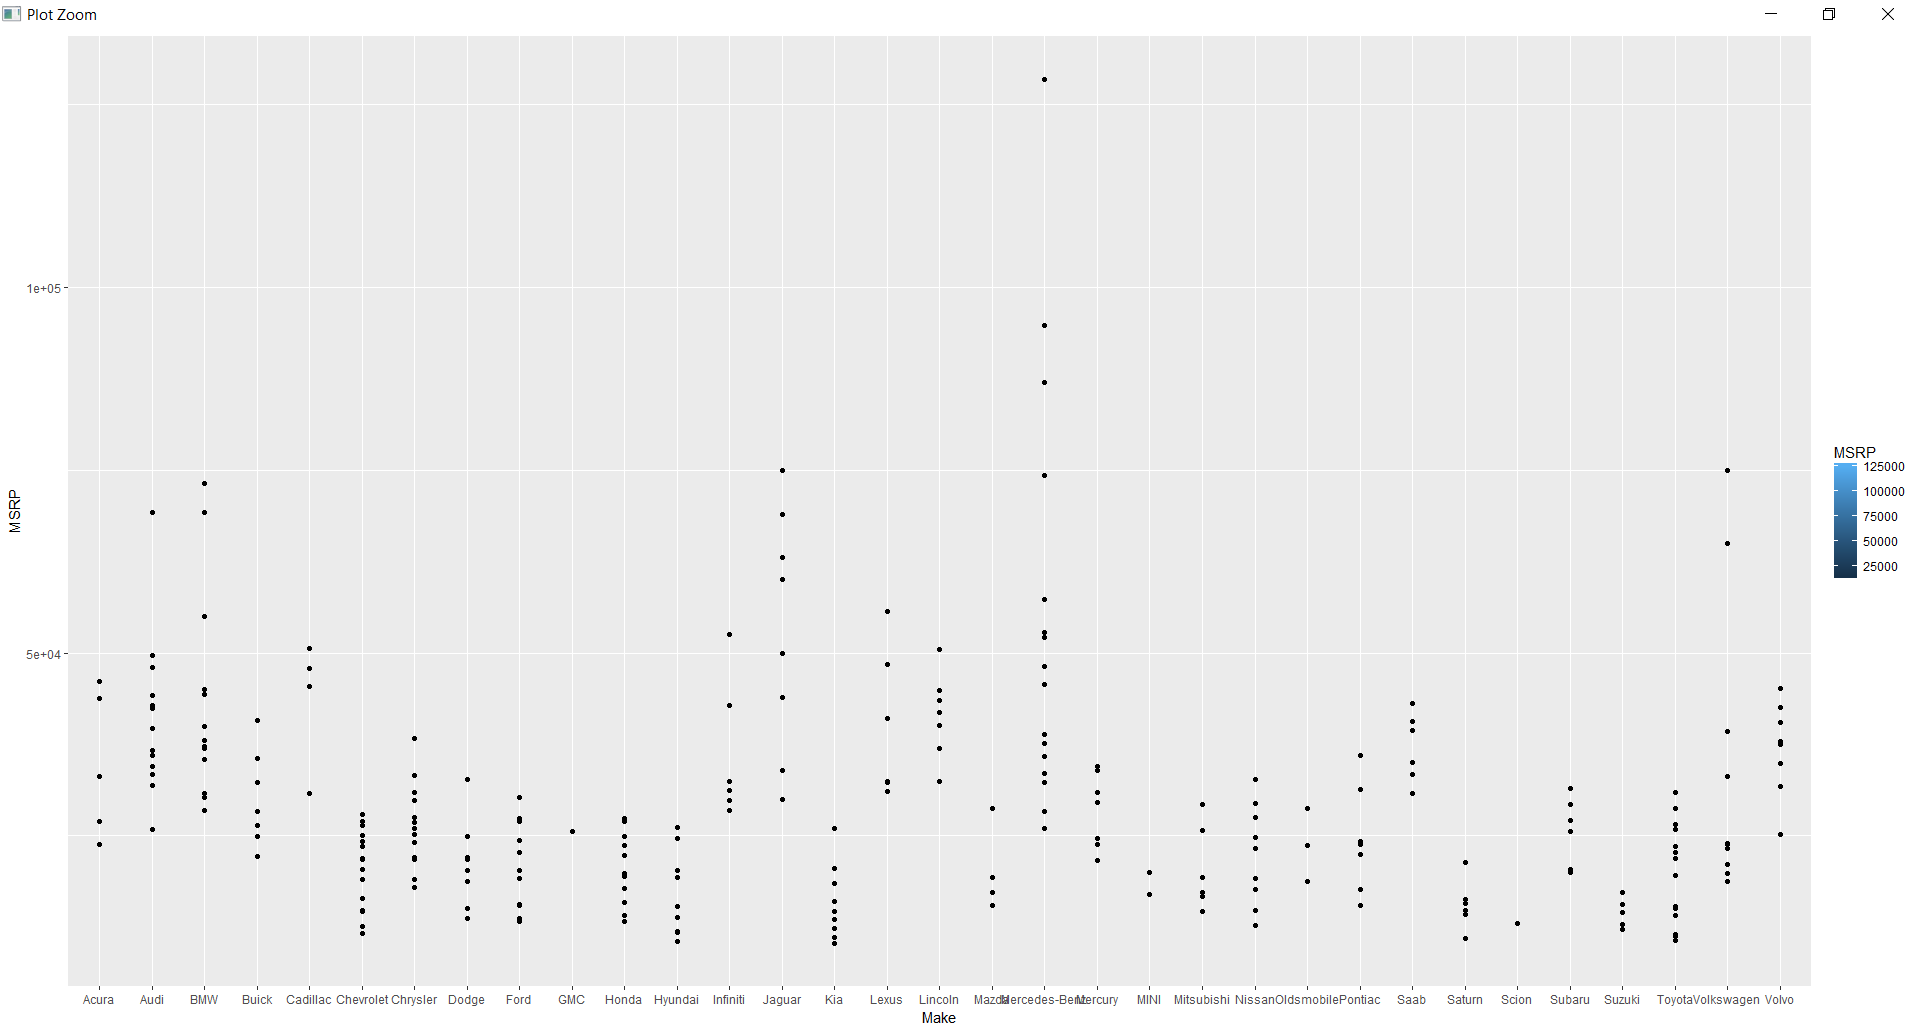 Plot Zoom
1e+05
5e+04
MSRP
MSRP
125000
100000
75000
50000
25000
Acura Audi BMW Buick Cadillac Chevrolet Chrysler Dodge Ford GMC Honda Hyundai Infiniti Jaguar Kia Lexus Lincoln Mazda Mercedes-Benz Mercury MINI Mitsubishi Nissan Oldsmobile Pontiac Saab Saturn Scion Subaru Suzuki Toyota Volkswagen Volvo
Make